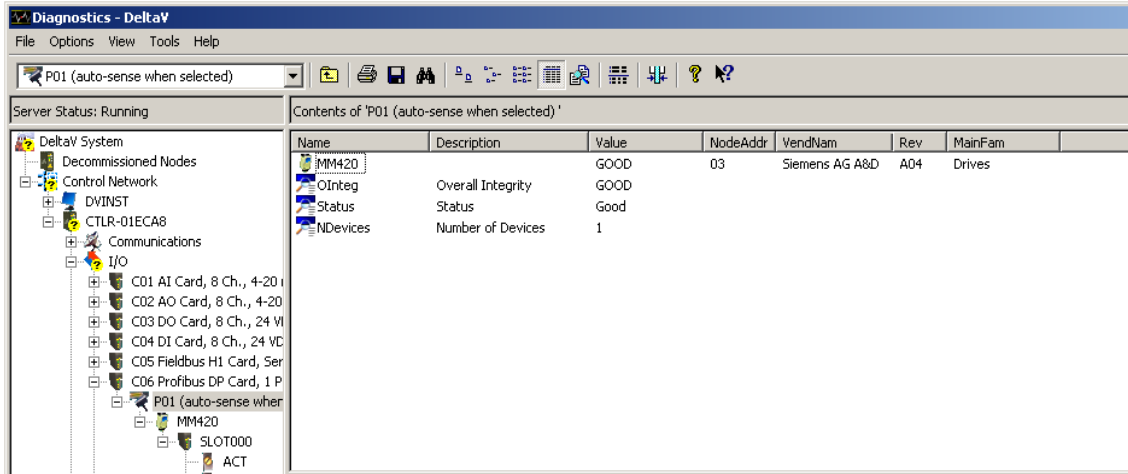 Diagnostics - DeltaV
File Options View Tools Help
P01 (auto-sense when selected)
Server Status: Running
Contents of 'P01 (auto-sense when selected) '
DeltaV System
Decommissioned Nodes
Control Network
DVINST
CTLR-01ECA8
Communications
I/O
C01 AI Card, 8 Ch., 4-20
C02 AO Card, 8 Ch., 4-20
C03 DO Card, 8 Ch., 24 V
C04 DI Card, 8 Ch., 24 VD
C05 Fieldbus H1 Card, Ser
C06 Profibus DP Card, 1 P
P01 (auto-sense wher
MM420
SLOT000
ACT
Name Description Value NodeAddr VendNam Rev MainFam
MM420 GOOD 03 Siemens AG A&D A04 Drives
OInteg Overall Integrity GOOD
Status Status Good
NDevices Number of Devices 1